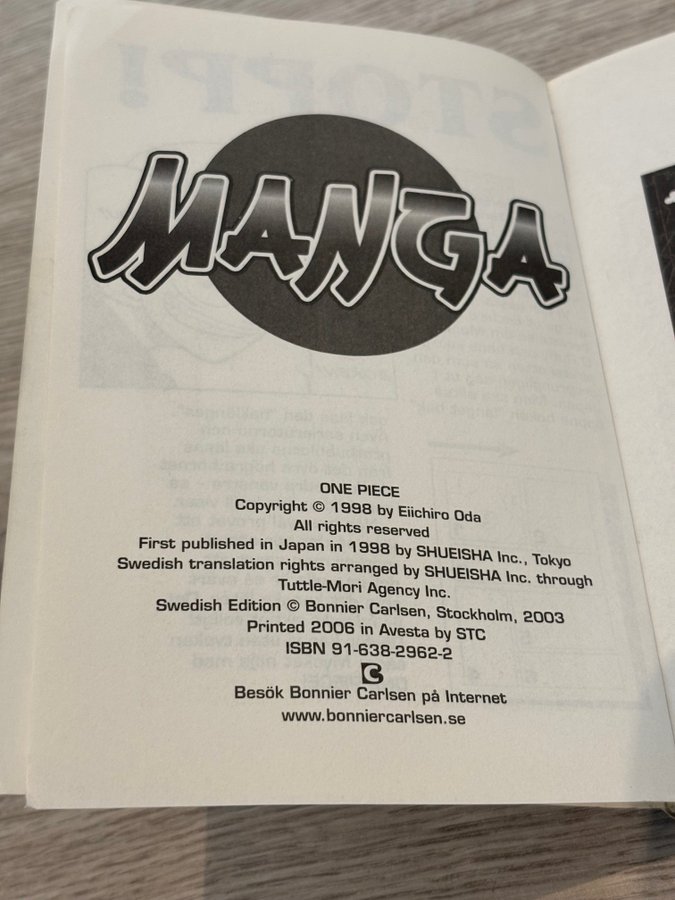 MANGA
ONE PIECE
Copyright © 1998 by Eiichiro Oda
All rights reserved
First published in Japan in 1998 by SHUEISHA Inc., Tokyo
Swedish translation rights arranged by SHUEISHA Inc. through
Tuttle-Mori Agency Inc.
Swedish Edition © Bonnier Carlsen, Stockholm, 2003
Printed 2006 in Avesta by STC
ISBN 91-638-2962-2
C
Besök Bonnier Carlsen på Internet
www.bonniercarlsen.se
STOPP!